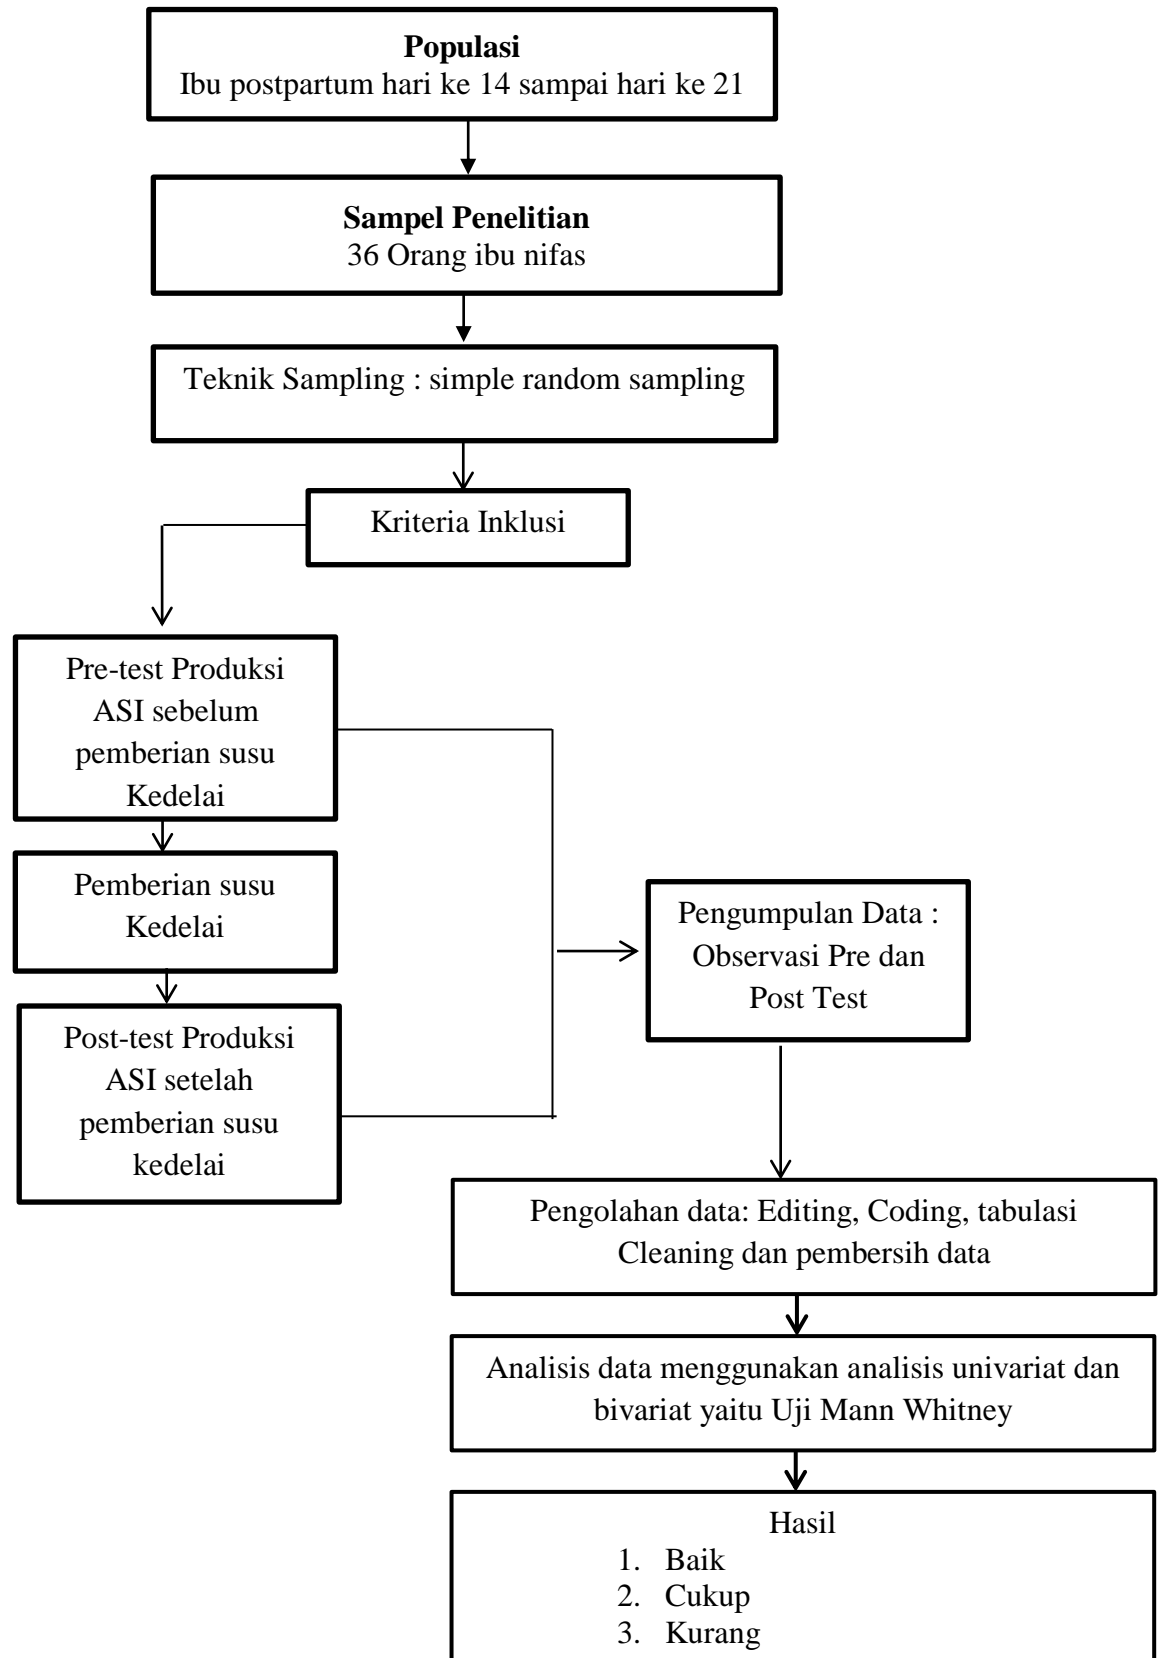 Populasi
Ibu postpartum hari ke 14 sampai hari ke 21
Sampel Penelitian
36 Orang ibu nifas
Teknik Sampling : simple random sampling
Kriteria Inklusi
Pre-test Produksi
ASI sebelum
pemberian susu
Kedelai
Pemberian susu
Kedelai
Post-test Produksi
ASI setelah
pemberian susu
kedelai
Pengumpulan Data :
Observasi Pre dan
Post Test
Pengolahan data: Editing, Coding, tabulasi
Cleaning dan pembersih data
Analisis data menggunakan analisis univariat dan
bivariat yaitu Uji Mann Whitney
Hasil
1. Baik
2. Cukup
3. Kurang